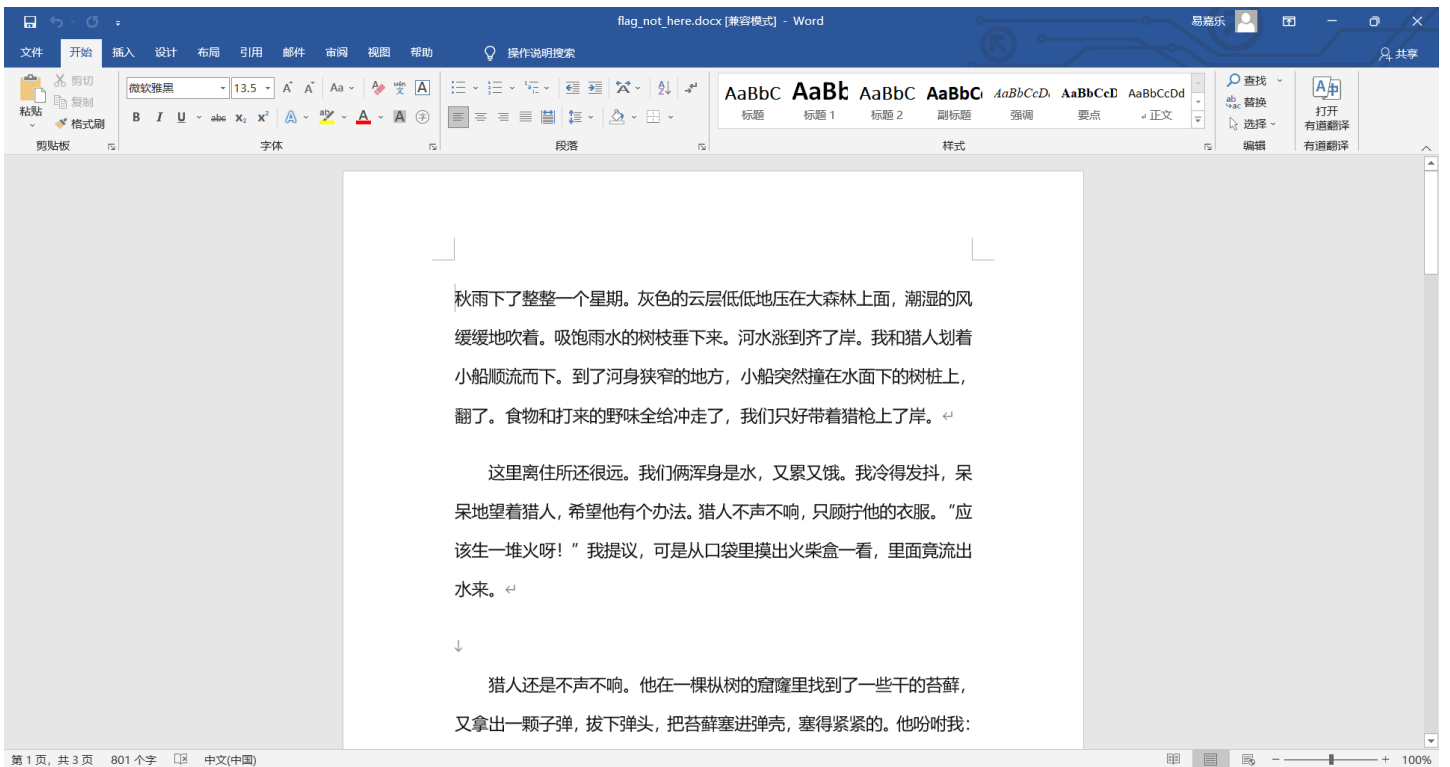 flag_not_here.docx [兼容模式] - Word
易嘉乐
文件 开始 插入 设计 布局 引用 邮件 审阅 视图 帮助 操作说明搜索 共享
粘贴
剪切
复制
格式刷
剪贴板
微软雅黑 13.5
B I U abc X₂ X²
字体
段落
AaBbC AaBb AaBbC AaBbC AaBbCcD AaBbCcD AaBbCcDd
标题 标题 1 标题 2 副标题 强调 要点 正文
样式
查找
替换
选择
编辑
打开
有道翻译
有道翻译
秋雨下了整整一个星期。灰色的云层低低地压在大森林上面，潮湿的风
缓缓地吹着。吸饱雨水的树枝垂下来。河水涨到齐了岸。我和猎人划着
小船顺流而下。到了河身狭窄的地方，小船突然撞在水面下的树桩上，
翻了。食物和打来的野味全给冲走了，我们只好带着猎枪上了岸。
这里离住所还很远。我们俩浑身是水，又累又饿。我冷得发抖，呆
呆地望着猎人，希望他有个办法。猎人不声不响，只顾拧他的衣服。“应
该生一堆火呀！”我提议，可是从口袋里摸出火柴盒一看，里面竟流出
水来。
猎人还是不声不响。他在一棵枞树的窟窿里找到了一些干的苔藓，
又拿出一颗子弹，拔下弹头，把苔藓塞进弹壳，塞得紧紧的。他吩咐我：
第 1 页，共 3 页 801 个字 中文(中国) 100%